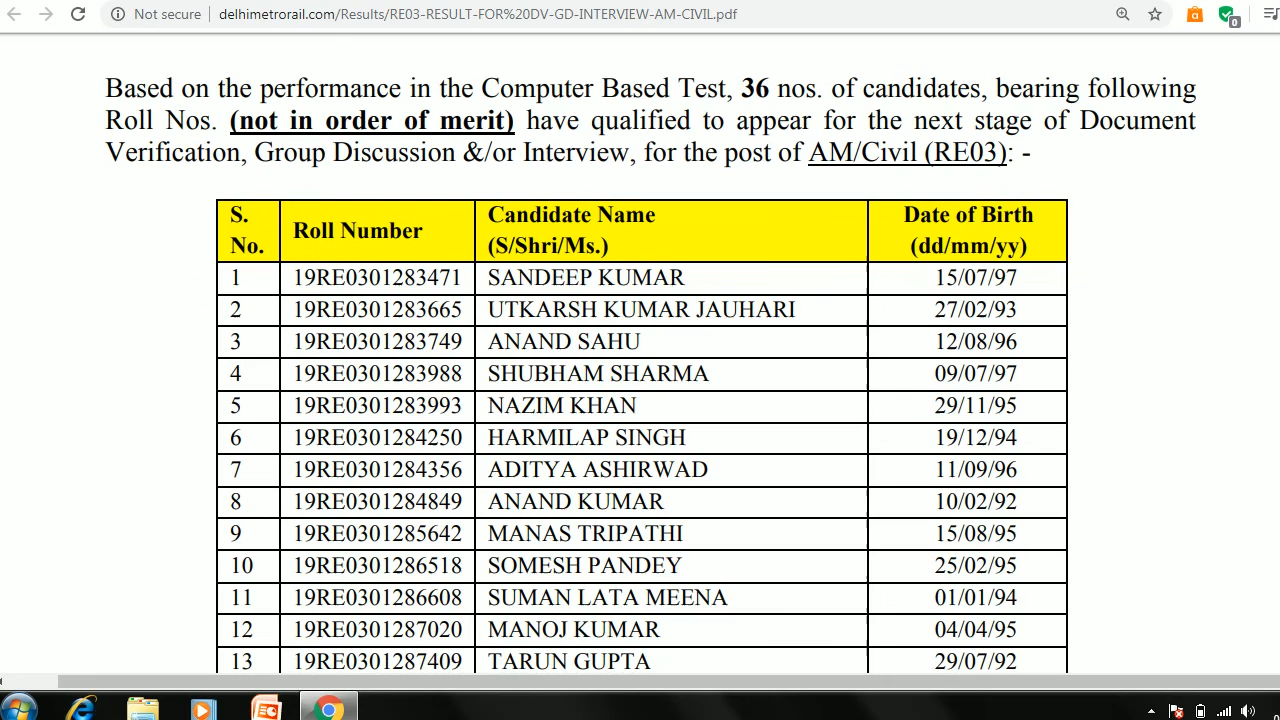 Not secure | delhimetrorail.com/Results/RE03-RESULT-FOR%20DV-GD-INTERVIEW-AM-CIVIL.pdf
Based on the performance in the Computer Based Test, 36 nos. of candidates, bearing following
Roll Nos. (not in order of merit) have qualified to appear for the next stage of Document
Verification, Group Discussion &/or Interview, for the post of AM/Civil (RE03): -
S. No. Roll Number Candidate Name (S/Shri/Ms.) Date of Birth (dd/mm/yy)
1 19RE0301283471 SANDEEP KUMAR 15/07/97
2 19RE0301283665 UTKARSH KUMAR JAUHARI 27/02/93
3 19RE0301283749 ANAND SAHU 12/08/96
4 19RE0301283988 SHUBHAM SHARMA 09/07/97
5 19RE0301283993 NAZIM KHAN 29/11/95
6 19RE0301284250 HARMILAP SINGH 19/12/94
7 19RE0301284356 ADITYA ASHIRWAD 11/09/96
8 19RE0301284849 ANAND KUMAR 10/02/92
9 19RE0301285642 MANAS TRIPATHI 15/08/95
10 19RE0301286518 SOMESH PANDEY 25/02/95
11 19RE0301286608 SUMAN LATA MEENA 01/01/94
12 19RE0301287020 MANOJ KUMAR 04/04/95
13 19RE0301287409 TARUN GUPTA 29/07/92